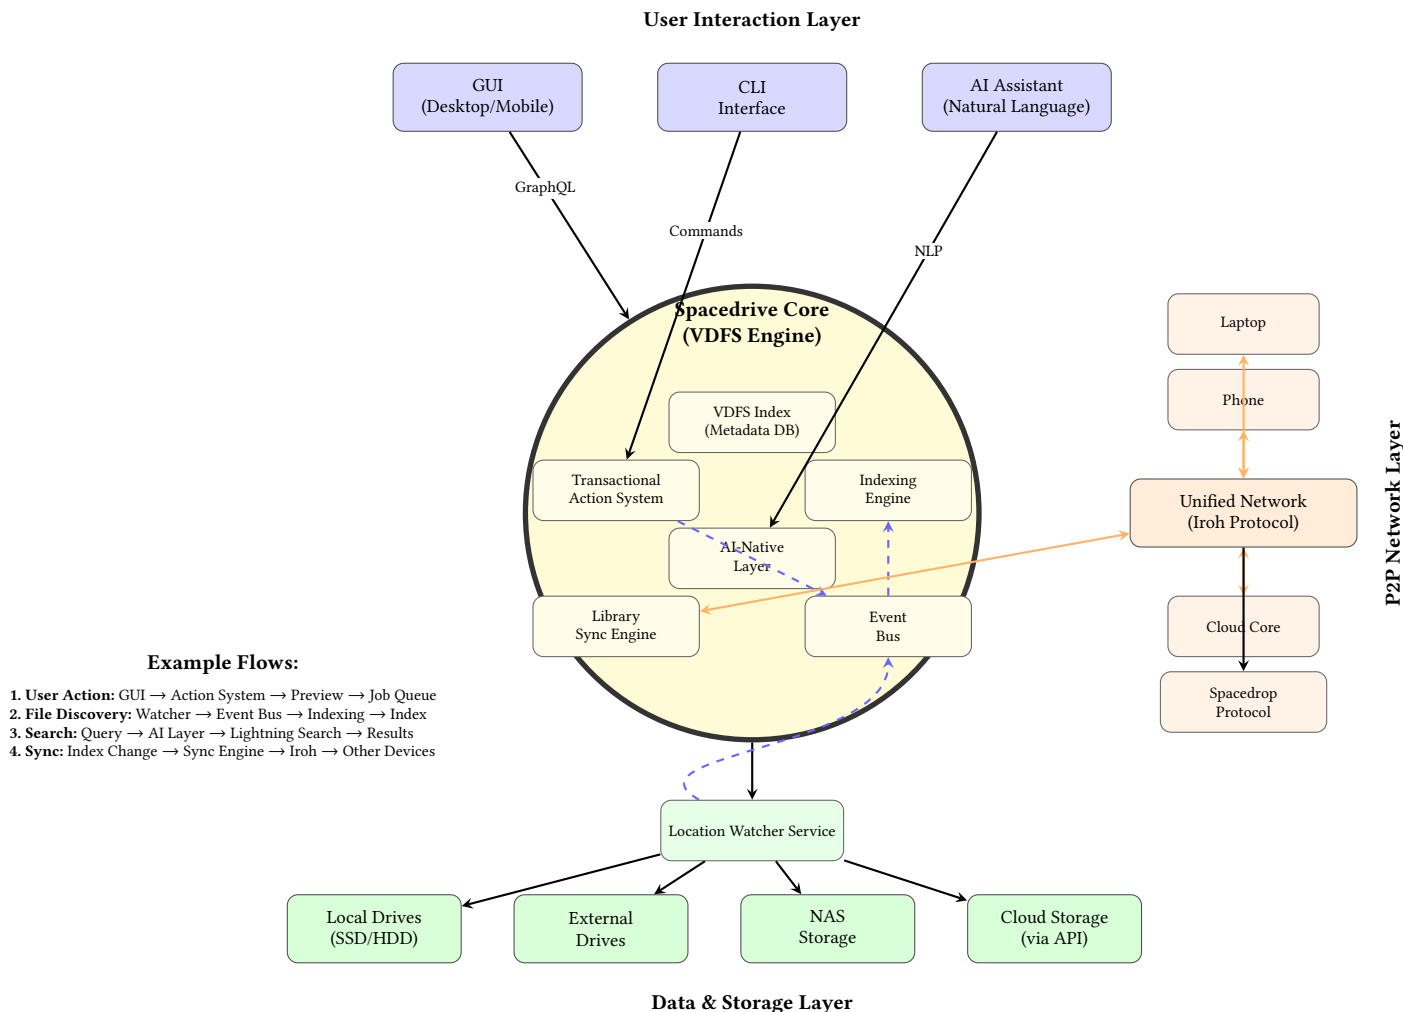 User Interaction Layer
GUI
(Desktop/Mobile)
CLI
Interface
AI Assistant
(Natural Language)
GraphQL
Commands
NLP
Spacedrive Core
(VDFS Engine)
VDFS Index
(Metadata DB)
Transactional
Action System
Indexing
Engine
AI-Native
Layer
Library
Sync Engine
Event
Bus
Laptop
Phone
Unified Network
(Iroh Protocol)
Cloud Core
Spacedrop
Protocol
P2P Network Layer
Example Flows:
1. User Action: GUI → Action System → Preview → Job Queue
2. File Discovery: Watcher → Event Bus → Indexing → Index
3. Search: Query → AI Layer → Lightning Search → Results
4. Sync: Index Change → Sync Engine → Iroh → Other Devices
Location Watcher Service
Local Drives
(SSD/HDD)
External
Drives
NAS
Storage
Cloud Storage
(via API)
Data & Storage Layer